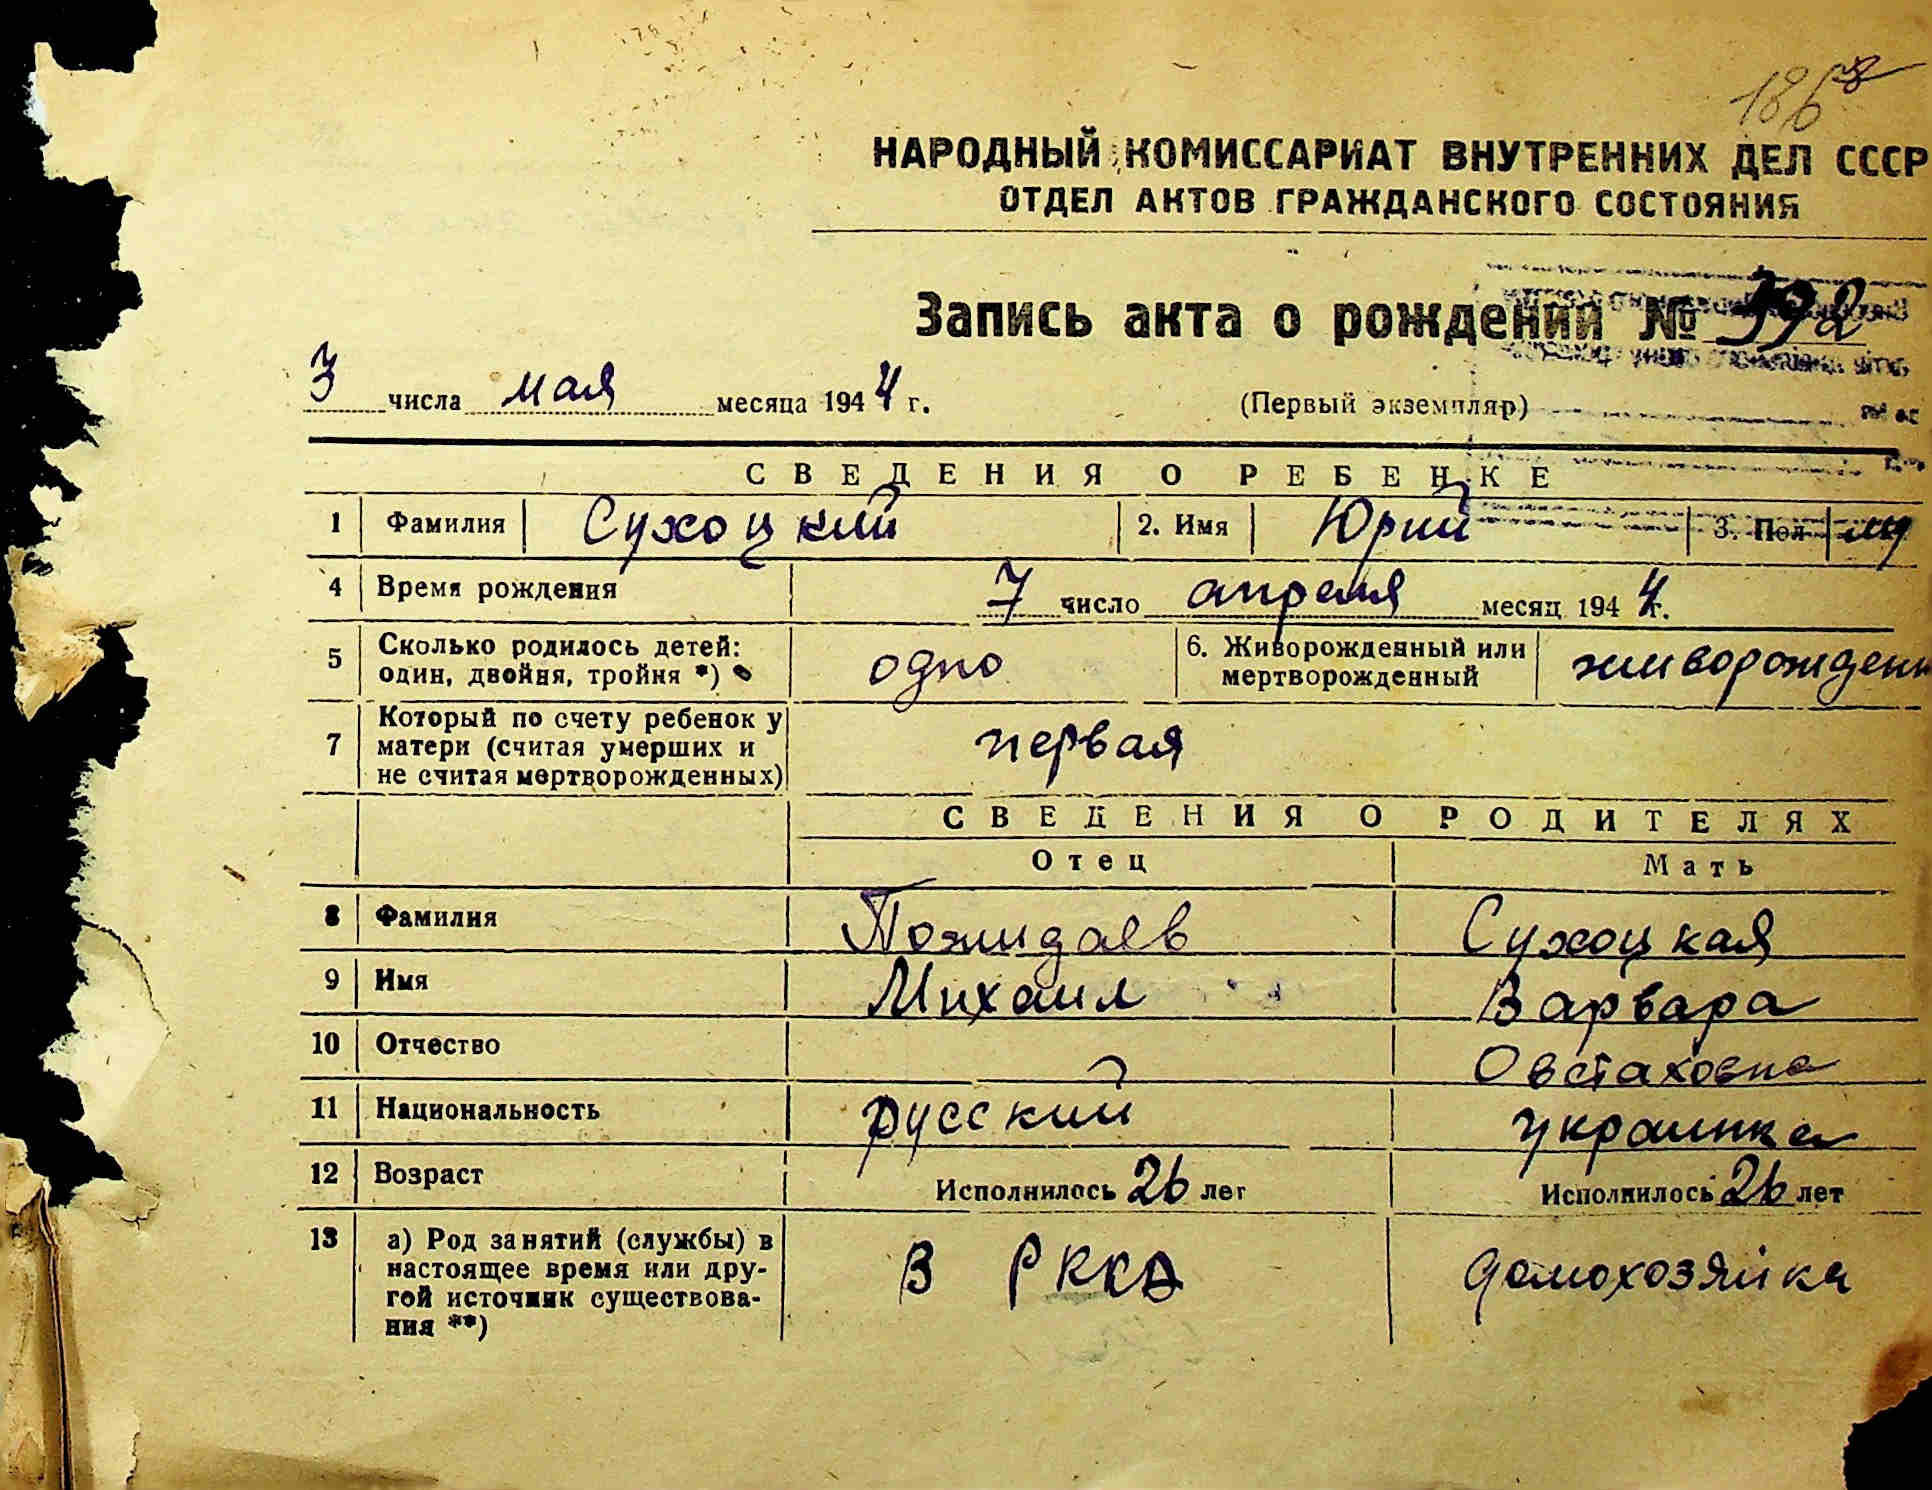 186
НАРОДНЫЙ КОМИССАРИАТ ВНУТРЕННИХ ДЕЛ СССР
ОТДЕЛ АКТОВ ГРАЖДАНСКОГО СОСТОЯНИЯ
Запись акта о рождении № 392
3 числа мая месяца 1944 г. (Первый экземпляр)
СВЕДЕНИЯ О РЕБЕНКЕ
1 Фамилия Сухоцкий 2. Имя Юрий 3. Пол му
4 Время рождения 7 число апреля месяц 1944 г.
5 Сколько родилось детей: один, двойня, тройня *) одно 6. Живорожденный или мертворожденный живорожден
7 Который по счету ребенок у матери (считая умерших и не считая мертворожденных) первая
СВЕДЕНИЯ О РОДИТЕЛЯХ
Отец Мать
8 Фамилия Пожидаев Сухоцкая
9 Имя Михаил Варвара
10 Отчество Овстаховна
11 Национальность русский украинка
12 Возраст Исполнилось 26 лет Исполнилось 26 лет
13 а) Род занятий (службы) в настоящее время или другой источник существования **) в РККА домохозяйка